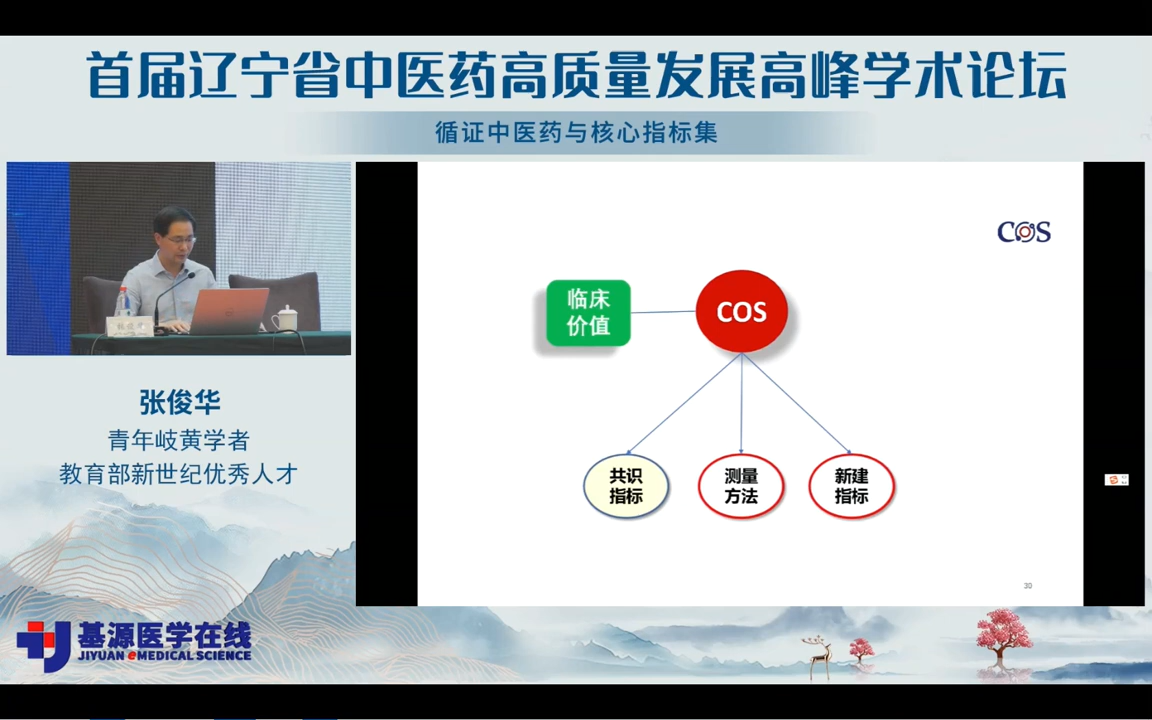 首届辽宁省中医药高质量发展高峰学术论坛
循证中医药与核心指标集
COS
临床
价值
COS
共识
指标
测量
方法
新建
指标
30
张俊华
青年岐黄学者
教育部新世纪优秀人才
基源医学在线
JIYUAN eMEDICAL SCIENCE